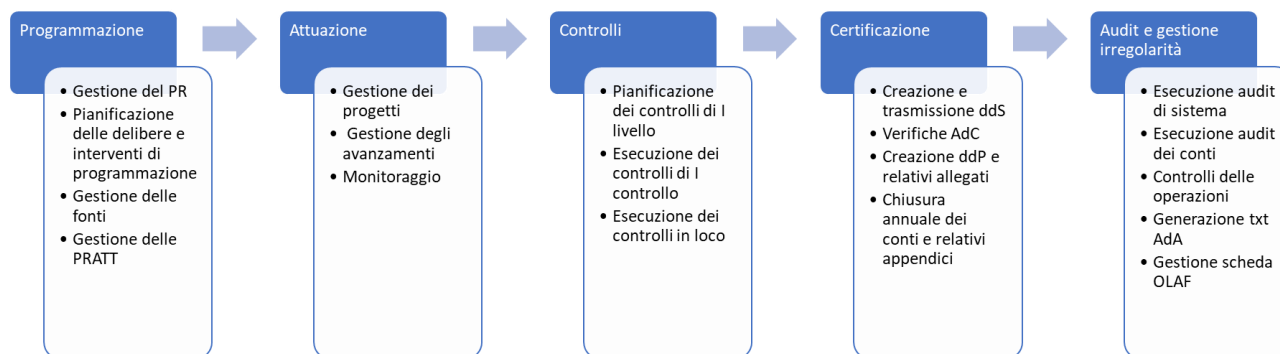 Programmazione
• Gestione del PR
• Pianificazione
delle delibere e
interventi di
programmazione
• Gestione delle
fonti
• Gestione delle
PRATT
Attuazione
• Gestione dei
progetti
• Gestione degli
avanzamenti
• Monitoraggio
Controlli
• Pianificazione
dei controlli di I
livello
• Esecuzione dei
controlli di I
controllo
• Esecuzione dei
controlli in loco
Certificazione
• Creazione e
trasmissione ddS
• Verifiche AdC
• Creazione ddP e
relativi allegati
• Chiusura
annuale dei
conti e relativi
appendici
Audit e gestione
irregolarità
• Esecuzione audit
di sistema
• Esecuzione audit
dei conti
• Controlli delle
operazioni
• Generazione txt
AdA
• Gestione scheda
OLAF